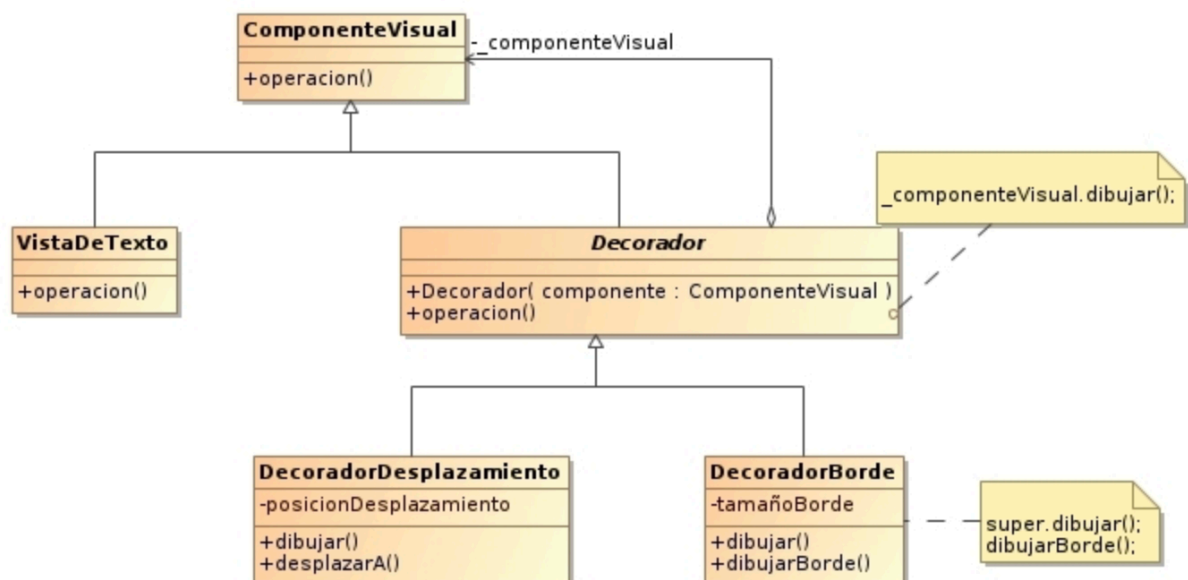 ComponenteVisual
- _componenteVisual
+operacion()
_componenteVisual.dibujar();
VistaDeTexto
+operacion()
Decorador
+Decorador( componente : ComponenteVisual )
+operacion()
DecoradorDesplazamiento
-posicionDesplazamiento
+dibujar()
+desplazarA()
DecoradorBorde
-tamañoBorde
+dibujar()
+dibujarBorde()
super.dibujar();
dibujarBorde();